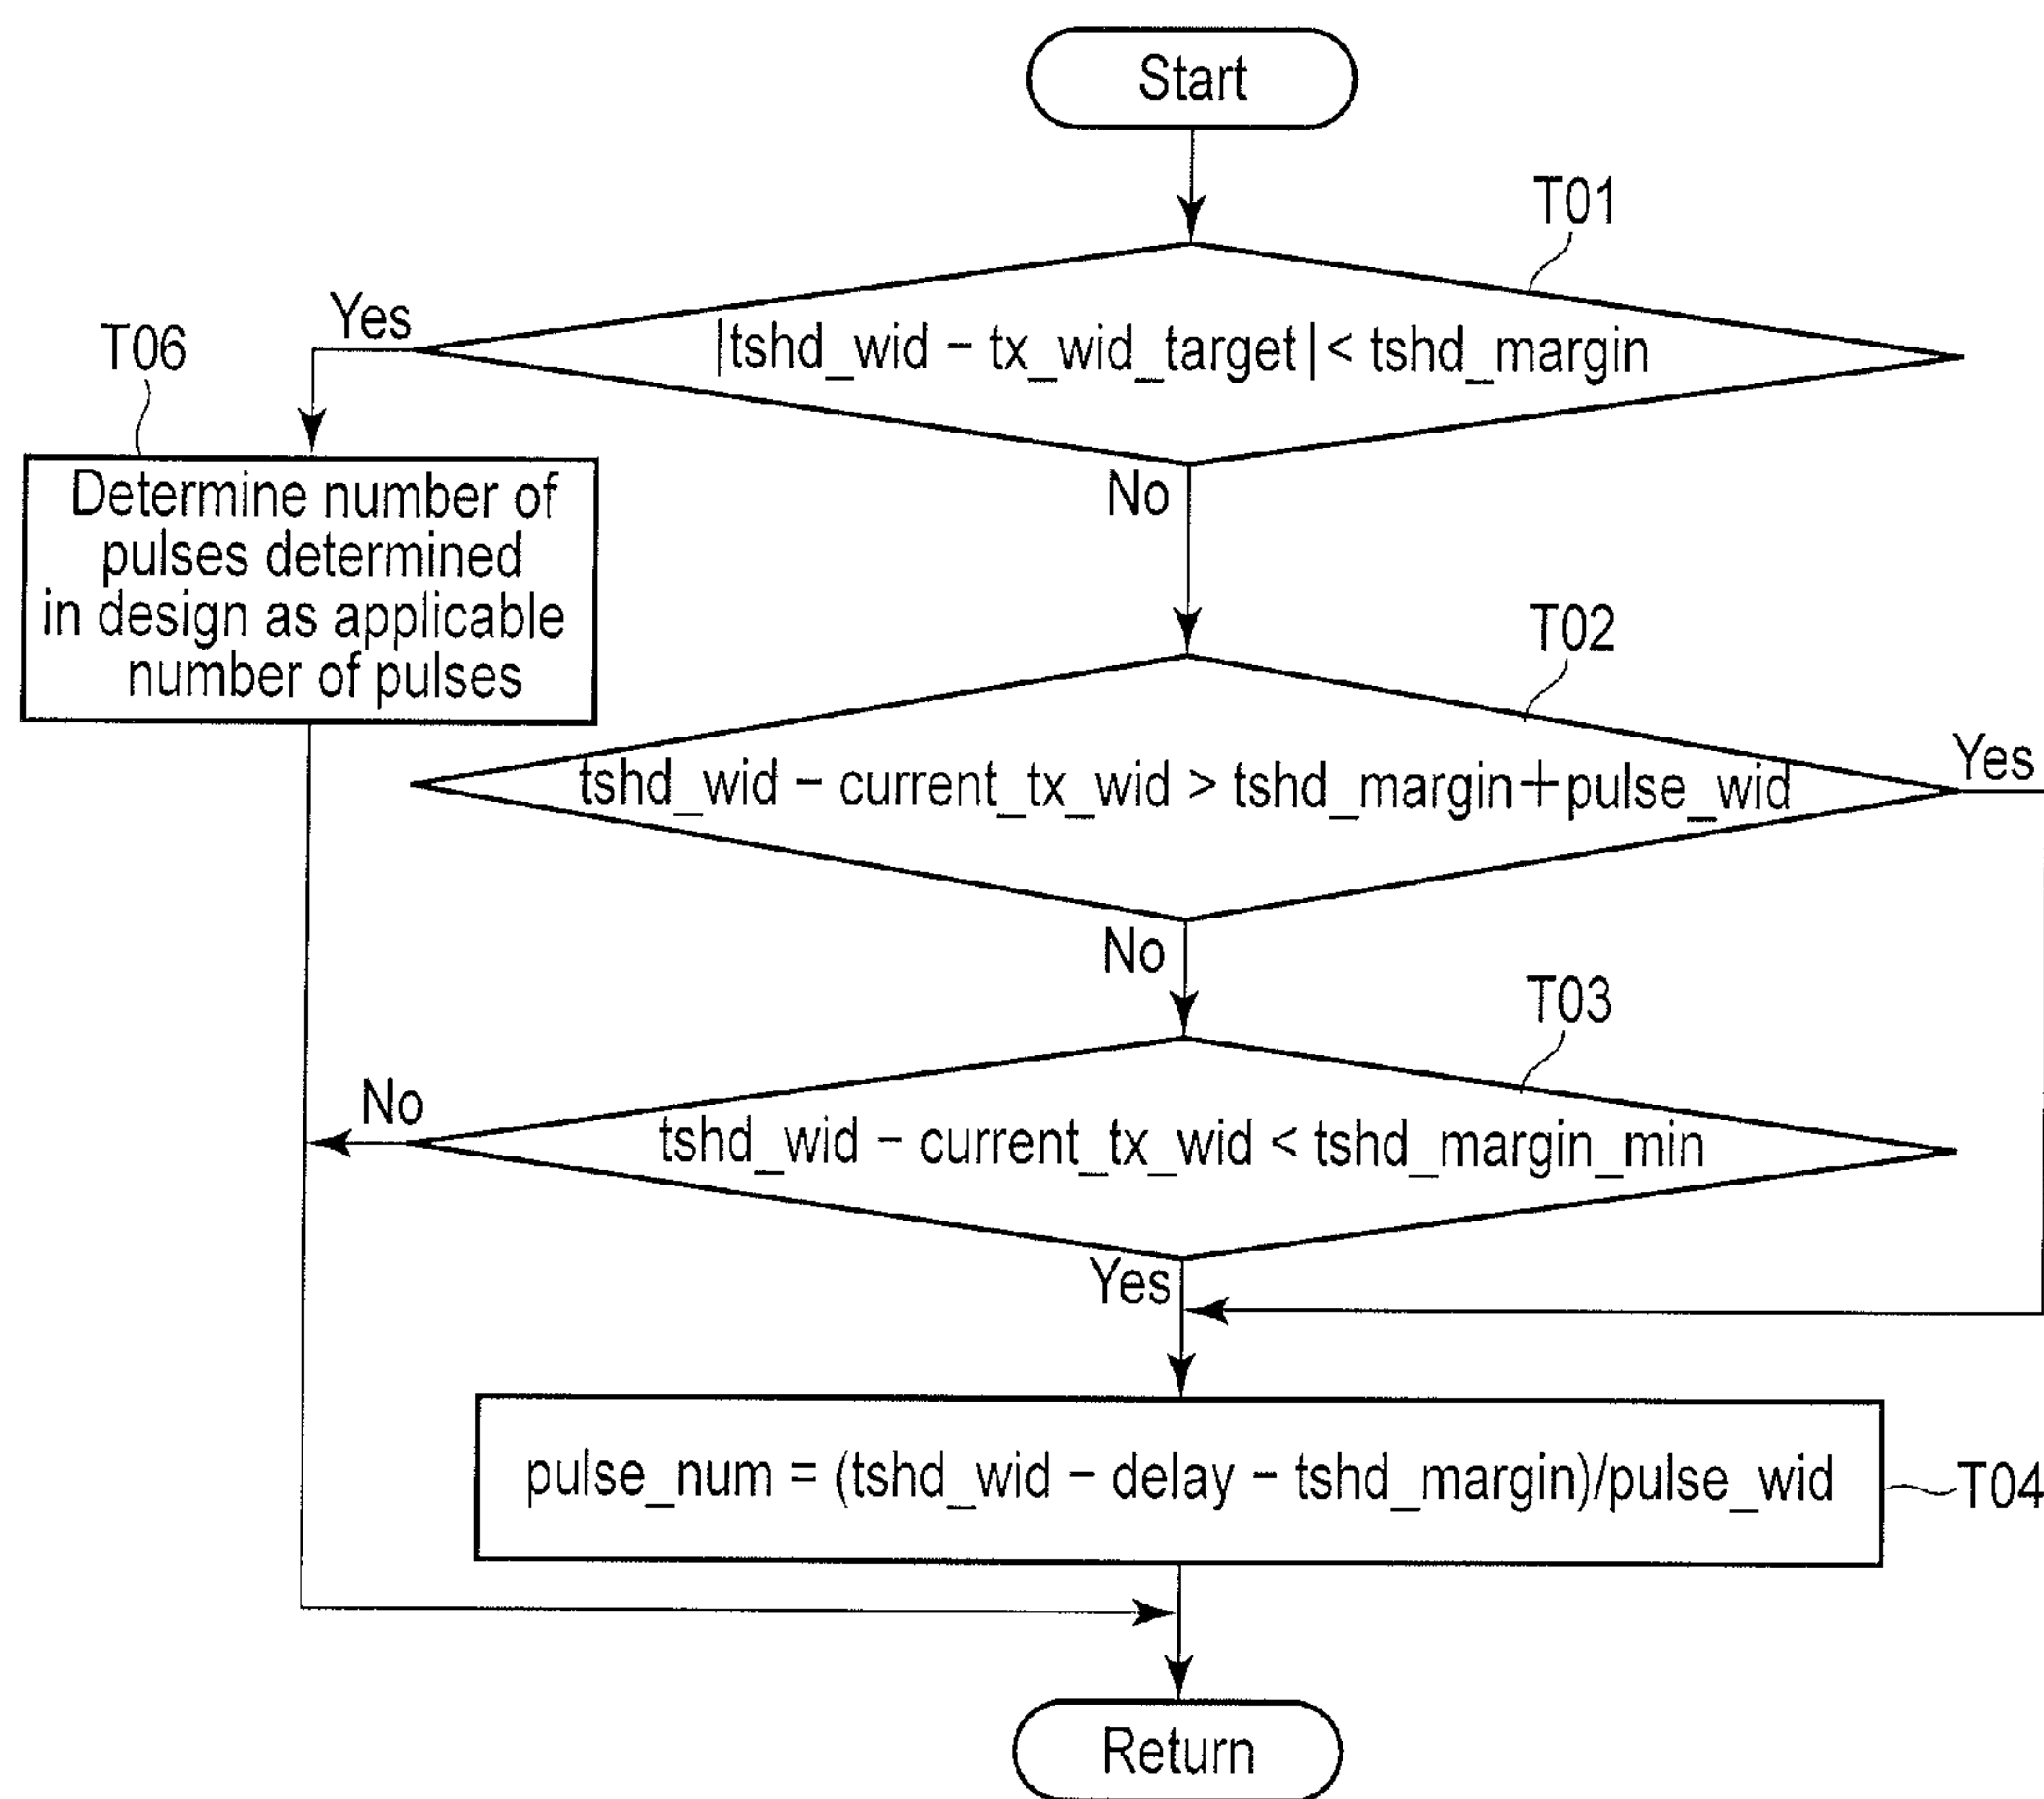 Start
T01
|tshd_wid − tx_wid_target| < tshd_margin
Yes
No
T06
Determine number of
pulses determined
in design as applicable
number of pulses
T02
tshd_wid − current_tx_wid > tshd_margin+pulse_wid
Yes
No
T03
tshd_wid − current_tx_wid < tshd_margin_min
No
Yes
pulse_num = (tshd_wid − delay − tshd_margin)/pulse_wid
T04
Return